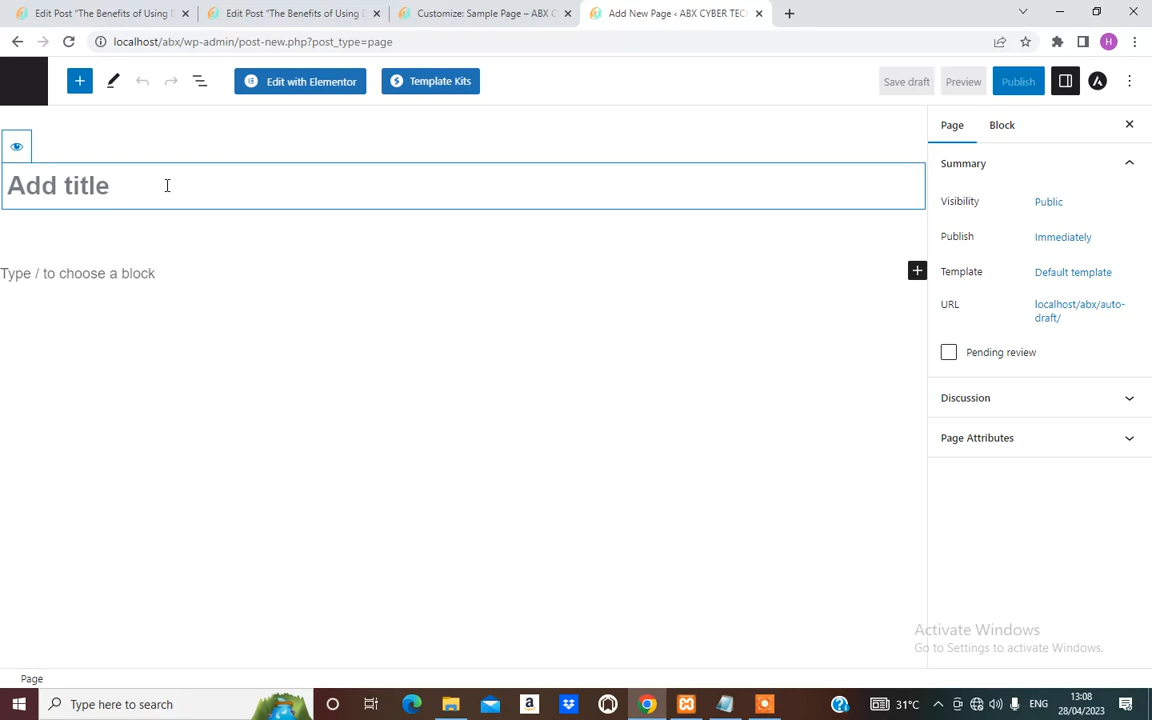 Edit Post "The Benefits of Using D
Edit Post "The Benefits of Using D
Customize: Sample Page – ABX C
Add New Page ‹ ABX CYBER TEC
localhost/abx/wp-admin/post-new.php?post_type=page
H
Edit with Elementor
Template Kits
Save draft
Preview
Publish
Add title
Type / to choose a block
Page
Block
Summary
Visibility
Public
Publish
Immediately
Template
Default template
URL
localhost/abx/auto-
draft/
Pending review
Discussion
Page Attributes
Activate Windows
Go to Settings to activate Windows.
Page
Type here to search
31°C
ENG
13:08
28/04/2023